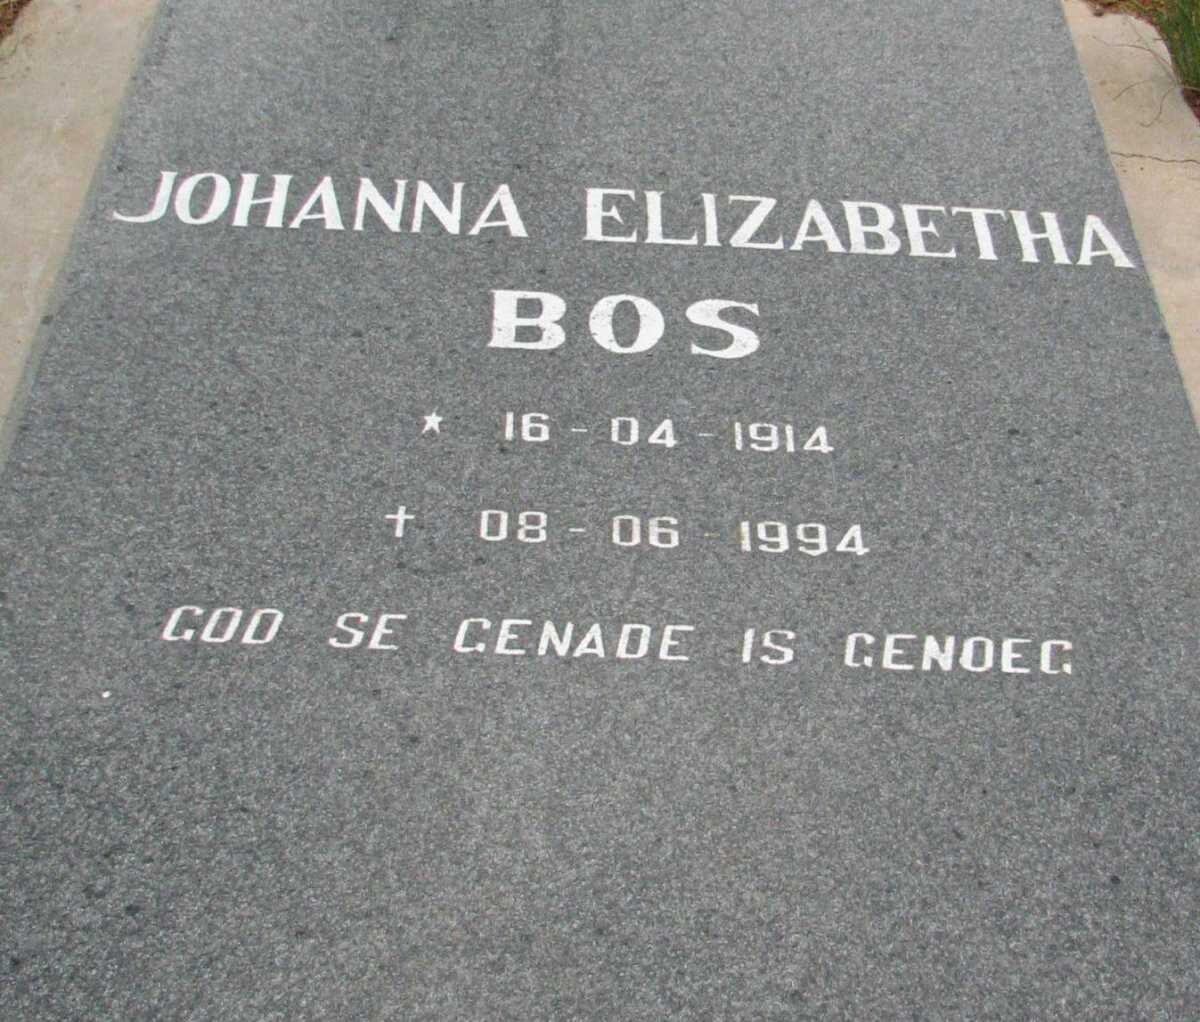 JOHANNA ELIZABETHA
BOS
★ 16-04-1914
✝ 08-06-1994
GOD SE GENADE IS GENOEG